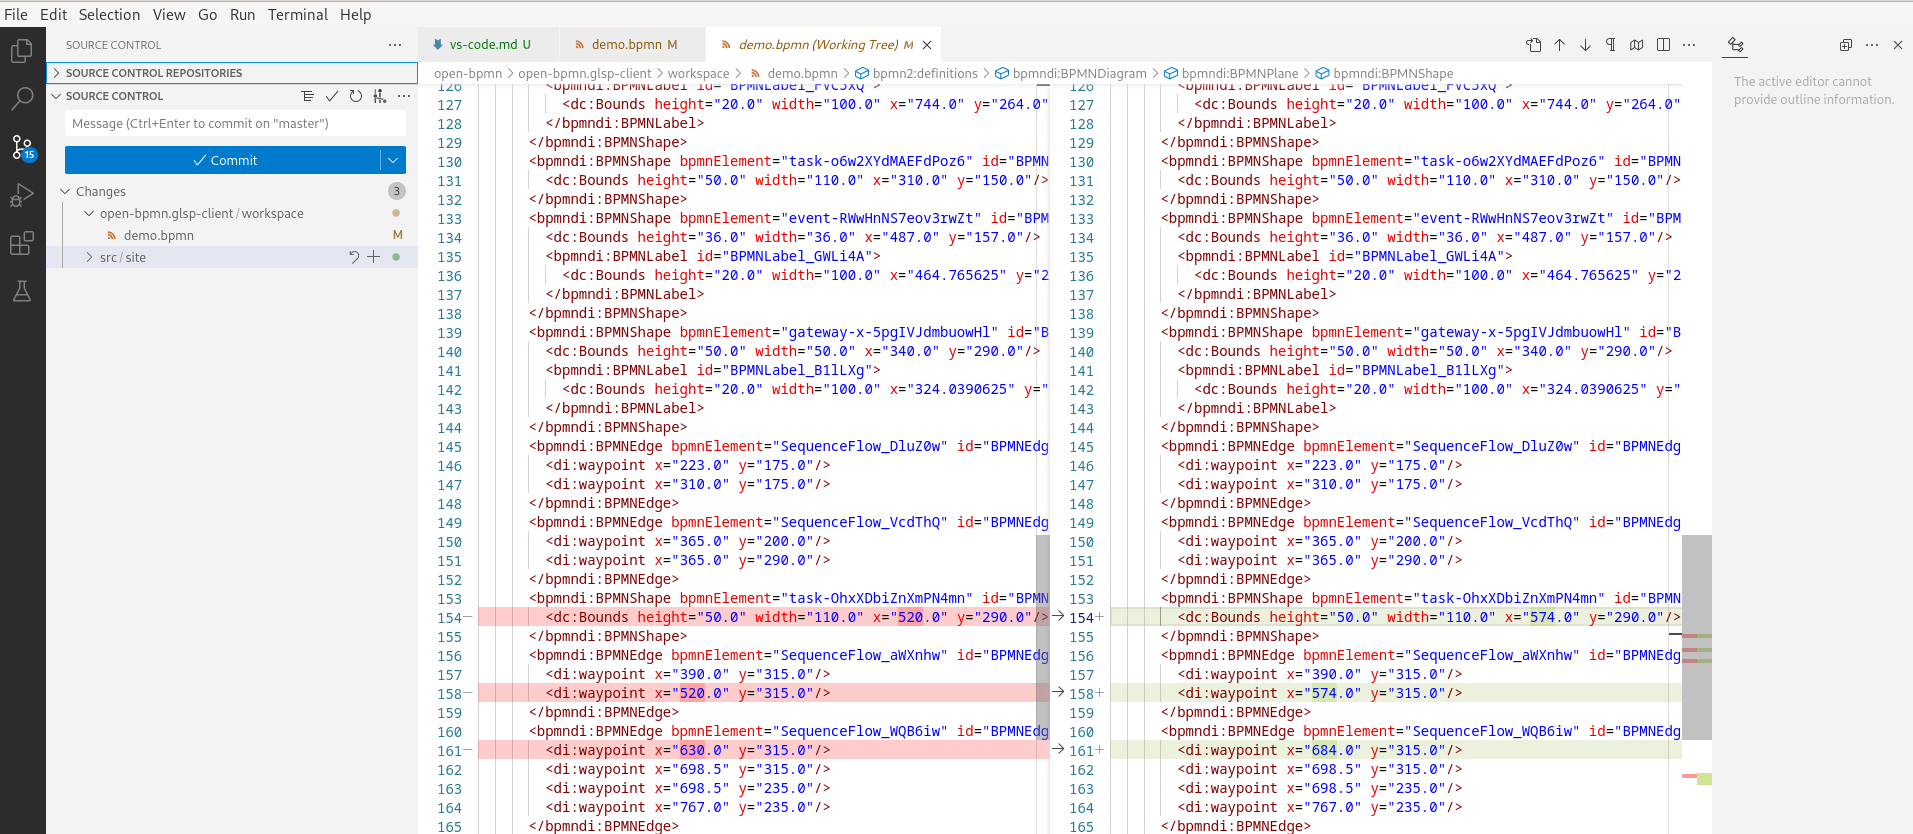 File Edit Selection View Go Run Terminal Help
SOURCE CONTROL
SOURCE CONTROL REPOSITORIES
SOURCE CONTROL
Message (Ctrl+Enter to commit on "master")
Commit
15
Changes 3
open-bpmn.glsp-client / workspace
demo.bpmn M
src / site
vs-code.md U demo.bpmn M demo.bpmn (Working Tree) M
open-bpmn > open-bpmn.glsp-client > workspace > demo.bpmn > bpmn2:definitions > bpmndi:BPMNDiagram > bpmndi:BPMNPlane > bpmndi:BPMNShape
126 <bpmndi:BPMNLabel id="BPMNLabel_FVC5xQ">
127 <dc:Bounds height="20.0" width="100.0" x="744.0" y="264.0"
128 </bpmndi:BPMNLabel>
129 </bpmndi:BPMNShape>
130 <bpmndi:BPMNShape bpmnElement="task-o6w2XYdMAEFdPoz6" id="BPMN
131 <dc:Bounds height="50.0" width="110.0" x="310.0" y="150.0"/>
132 </bpmndi:BPMNShape>
133 <bpmndi:BPMNShape bpmnElement="event-RWwHnNS7eov3rwZt" id="BPM
134 <dc:Bounds height="36.0" width="36.0" x="487.0" y="157.0"/>
135 <bpmndi:BPMNLabel id="BPMNLabel_GWLi4A">
136 <dc:Bounds height="20.0" width="100.0" x="464.765625" y="2
137 </bpmndi:BPMNLabel>
138 </bpmndi:BPMNShape>
139 <bpmndi:BPMNShape bpmnElement="gateway-x-5pgIVJdmbuowHl" id="B
140 <dc:Bounds height="50.0" width="50.0" x="340.0" y="290.0"/>
141 <bpmndi:BPMNLabel id="BPMNLabel_B1lLXg">
142 <dc:Bounds height="20.0" width="100.0" x="324.0390625" y="
143 </bpmndi:BPMNLabel>
144 </bpmndi:BPMNShape>
145 <bpmndi:BPMNEdge bpmnElement="SequenceFlow_DluZ0w" id="BPMNEdg
146 <di:waypoint x="223.0" y="175.0"/>
147 <di:waypoint x="310.0" y="175.0"/>
148 </bpmndi:BPMNEdge>
149 <bpmndi:BPMNEdge bpmnElement="SequenceFlow_VcdThQ" id="BPMNEdg
150 <di:waypoint x="365.0" y="200.0"/>
151 <di:waypoint x="365.0" y="290.0"/>
152 </bpmndi:BPMNEdge>
153 <bpmndi:BPMNShape bpmnElement="task-OhxXDbiZnXmPN4mn" id="BPMN
154− <dc:Bounds height="50.0" width="110.0" x="520.0" y="290.0"/>
155 </bpmndi:BPMNShape>
156 <bpmndi:BPMNEdge bpmnElement="SequenceFlow_aWXnhw" id="BPMNEdg
157 <di:waypoint x="390.0" y="315.0"/>
158− <di:waypoint x="520.0" y="315.0"/>
159 </bpmndi:BPMNEdge>
160 <bpmndi:BPMNEdge bpmnElement="SequenceFlow_WQB6iw" id="BPMNEdg
161− <di:waypoint x="630.0" y="315.0"/>
162 <di:waypoint x="698.5" y="315.0"/>
163 <di:waypoint x="698.5" y="235.0"/>
164 <di:waypoint x="767.0" y="235.0"/>
165 </bpmndi:BPMNEdge>
126 <bpmndi:BPMNLabel id="BPMNLabel_FVC5xQ">
127 <dc:Bounds height="20.0" width="100.0" x="744.0" y="264.0"
128 </bpmndi:BPMNLabel>
129 </bpmndi:BPMNShape>
130 <bpmndi:BPMNShape bpmnElement="task-o6w2XYdMAEFdPoz6" id="BPMN
131 <dc:Bounds height="50.0" width="110.0" x="310.0" y="150.0"/>
132 </bpmndi:BPMNShape>
133 <bpmndi:BPMNShape bpmnElement="event-RWwHnNS7eov3rwZt" id="BPM
134 <dc:Bounds height="36.0" width="36.0" x="487.0" y="157.0"/>
135 <bpmndi:BPMNLabel id="BPMNLabel_GWLi4A">
136 <dc:Bounds height="20.0" width="100.0" x="464.765625" y="2
137 </bpmndi:BPMNLabel>
138 </bpmndi:BPMNShape>
139 <bpmndi:BPMNShape bpmnElement="gateway-x-5pgIVJdmbuowHl" id="B
140 <dc:Bounds height="50.0" width="50.0" x="340.0" y="290.0"/>
141 <bpmndi:BPMNLabel id="BPMNLabel_B1lLXg">
142 <dc:Bounds height="20.0" width="100.0" x="324.0390625" y=
143 </bpmndi:BPMNLabel>
144 </bpmndi:BPMNShape>
145 <bpmndi:BPMNEdge bpmnElement="SequenceFlow_DluZ0w" id="BPMNEdg
146 <di:waypoint x="223.0" y="175.0"/>
147 <di:waypoint x="310.0" y="175.0"/>
148 </bpmndi:BPMNEdge>
149 <bpmndi:BPMNEdge bpmnElement="SequenceFlow_VcdThQ" id="BPMNEdg
150 <di:waypoint x="365.0" y="200.0"/>
151 <di:waypoint x="365.0" y="290.0"/>
152 </bpmndi:BPMNEdge>
153 <bpmndi:BPMNShape bpmnElement="task-OhxXDbiZnXmPN4mn" id="BPMN
154+ <dc:Bounds height="50.0" width="110.0" x="574.0" y="290.0"/>
155 </bpmndi:BPMNShape>
156 <bpmndi:BPMNEdge bpmnElement="SequenceFlow_aWXnhw" id="BPMNEdg
157 <di:waypoint x="390.0" y="315.0"/>
158+ <di:waypoint x="574.0" y="315.0"/>
159 </bpmndi:BPMNEdge>
160 <bpmndi:BPMNEdge bpmnElement="SequenceFlow_WQB6iw" id="BPMNEdg
161+ <di:waypoint x="684.0" y="315.0"/>
162 <di:waypoint x="698.5" y="315.0"/>
163 <di:waypoint x="698.5" y="235.0"/>
164 <di:waypoint x="767.0" y="235.0"/>
165 </bpmndi:BPMNEdge>
The active editor cannot
provide outline information.